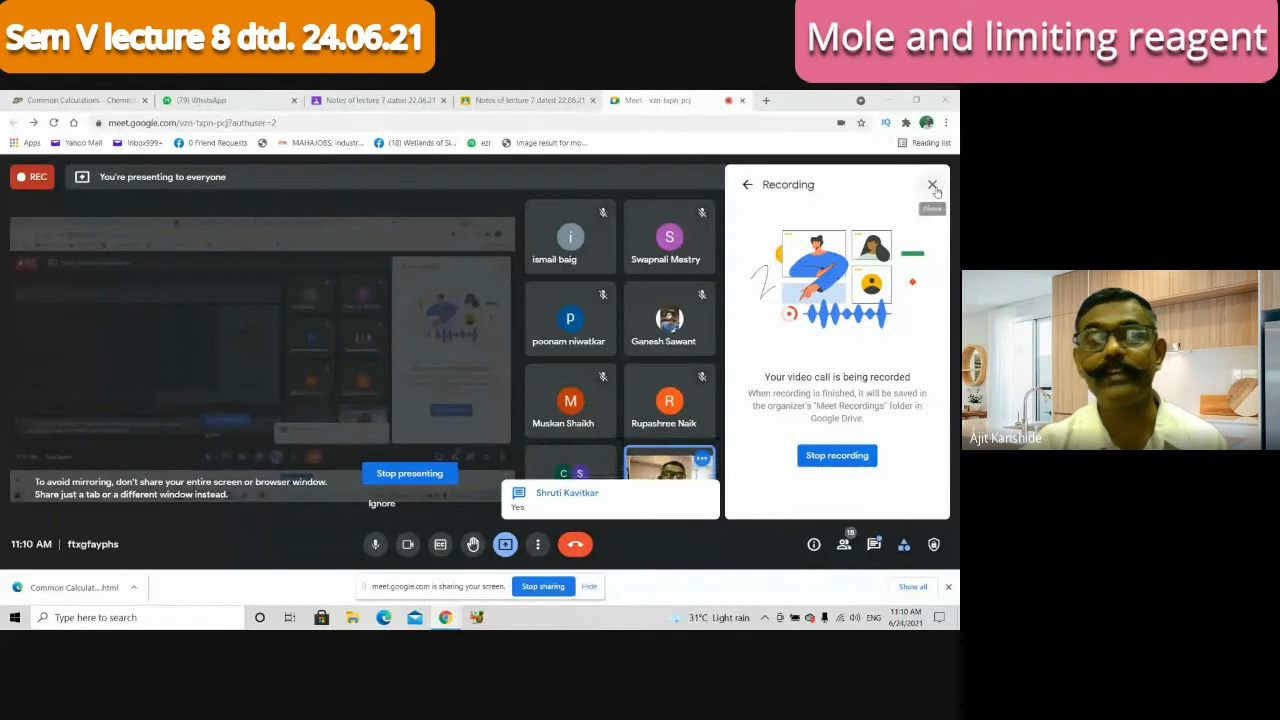 Sem V lecture 8 dtd. 24.06.21
Mole and limiting reagent
Common Calculations - Chemist
(79) WhatsApp
Notes of lecture 7 dated 22.06.21
Notes of lecture 7 dated 22.06.21
Meet - vzn-txpn-pcj
meet.google.com/vzn-txpn-pcj?authuser=2
Apps
Yahoo Mail
Inbox999+
0 Friend Requests
MAHAJOBS: Industr...
(18) Wetlands of Si...
ezr
Image result for mo...
Reading list
REC
You're presenting to everyone
Recording
Close
ismail baig
Swapnali Mestry
poonam niwatkar
Ganesh Sawant
Muskan Shaikh
Rupashree Naik
Your video call is being recorded
When recording is finished, it will be saved in
the organizer's "Meet Recordings" folder in
Google Drive.
Stop recording
Ajit Kanshide
To avoid mirroring, don't share your entire screen or browser window.
Share just a tab or a different window instead.
Stop presenting
Ignore
Shruti Kavitkar
Yes
11:10 AM | ftxgfayphs
18
Common Calculat....html
meet.google.com is sharing your screen.
Stop sharing
Hide
Show all
Type here to search
31°C Light rain
ENG
11:10 AM
6/24/2021